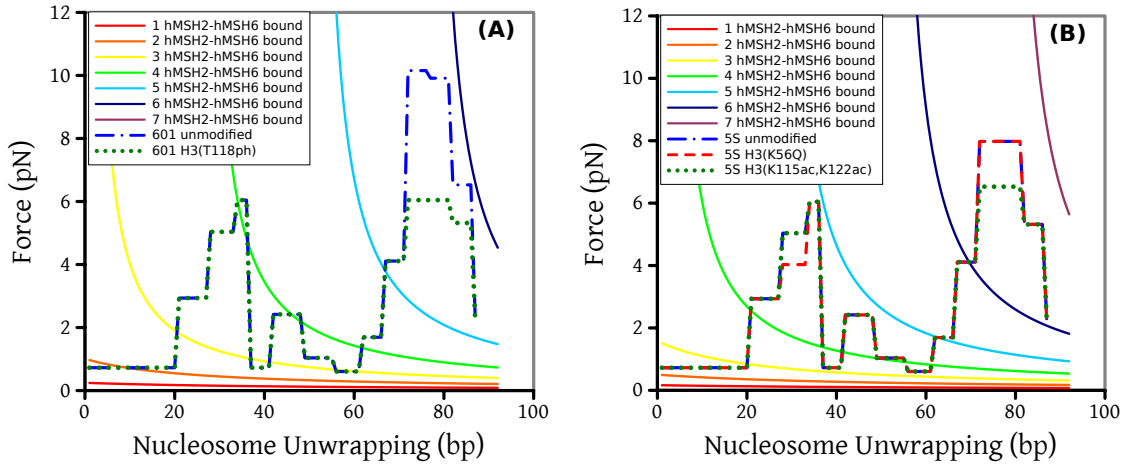 12
10
8
6
4
2
0
Force (pN)
1 hMSH2-hMSH6 bound
2 hMSH2-hMSH6 bound
3 hMSH2-hMSH6 bound
4 hMSH2-hMSH6 bound
5 hMSH2-hMSH6 bound
6 hMSH2-hMSH6 bound
7 hMSH2-hMSH6 bound
601 unmodified
601 H3(T118ph)
(A)
0 20 40 60 80 100
Nucleosome Unwrapping (bp)
12
10
8
6
4
2
0
Force (pN)
1 hMSH2-hMSH6 bound
2 hMSH2-hMSH6 bound
3 hMSH2-hMSH6 bound
4 hMSH2-hMSH6 bound
5 hMSH2-hMSH6 bound
6 hMSH2-hMSH6 bound
7 hMSH2-hMSH6 bound
5S unmodified
5S H3(K56Q)
5S H3(K115ac,K122ac)
(B)
0 20 40 60 80 100
Nucleosome Unwrapping (bp)